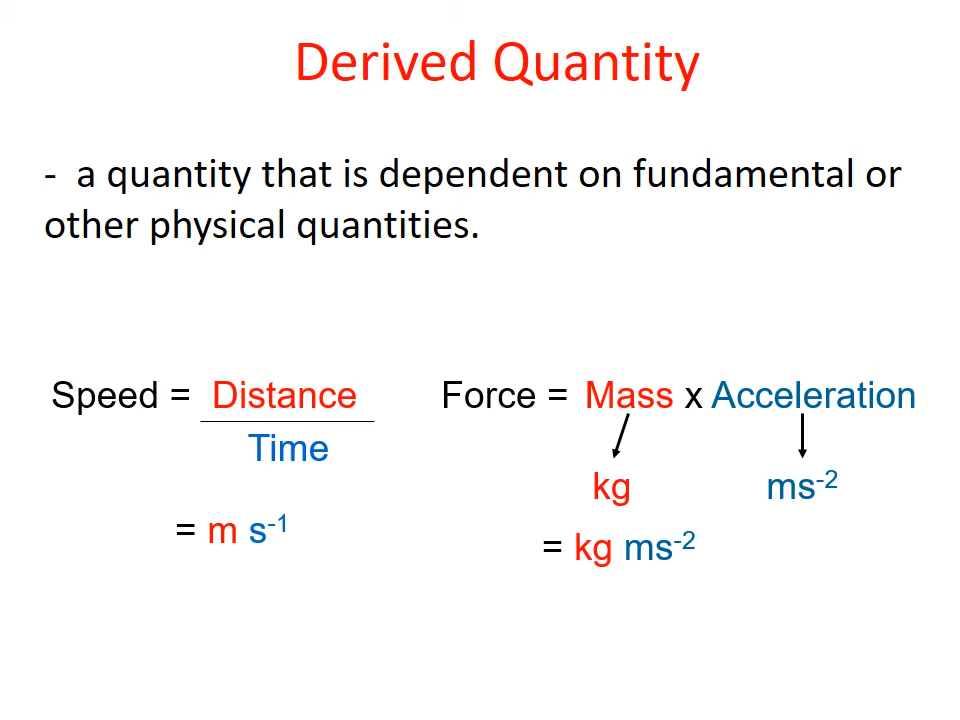 Derived Quantity
- a quantity that is dependent on fundamental or
other physical quantities.
Speed = Distance
Time
= m s⁻¹
Force = Mass x Acceleration
kg ms⁻²
= kg ms⁻²